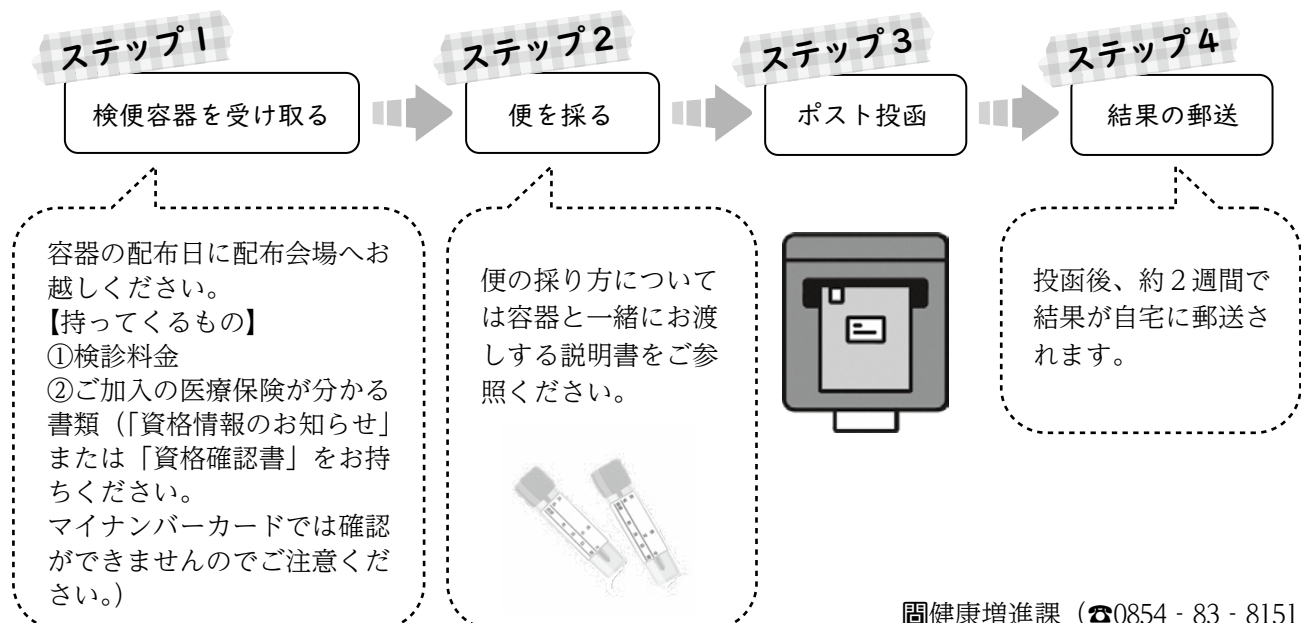 ステップ1
検便容器を受け取る
ステップ2
便を採る
ステップ3
ポスト投函
ステップ4
結果の郵送
容器の配布日に配布会場へお
越しください。
【持ってくるもの】
①検診料金
②ご加入の医療保険が分かる
書類（「資格情報のお知らせ」
または「資格確認書」をお持
ちください。
マイナンバーカードでは確認
ができませんのでご注意くだ
さい。）
便の採り方について
は容器と一緒にお渡
しする説明書をご参
照ください。
投函後、約２週間で
結果が自宅に郵送さ
れます。
問健康増進課（☎0854‐83‐8151